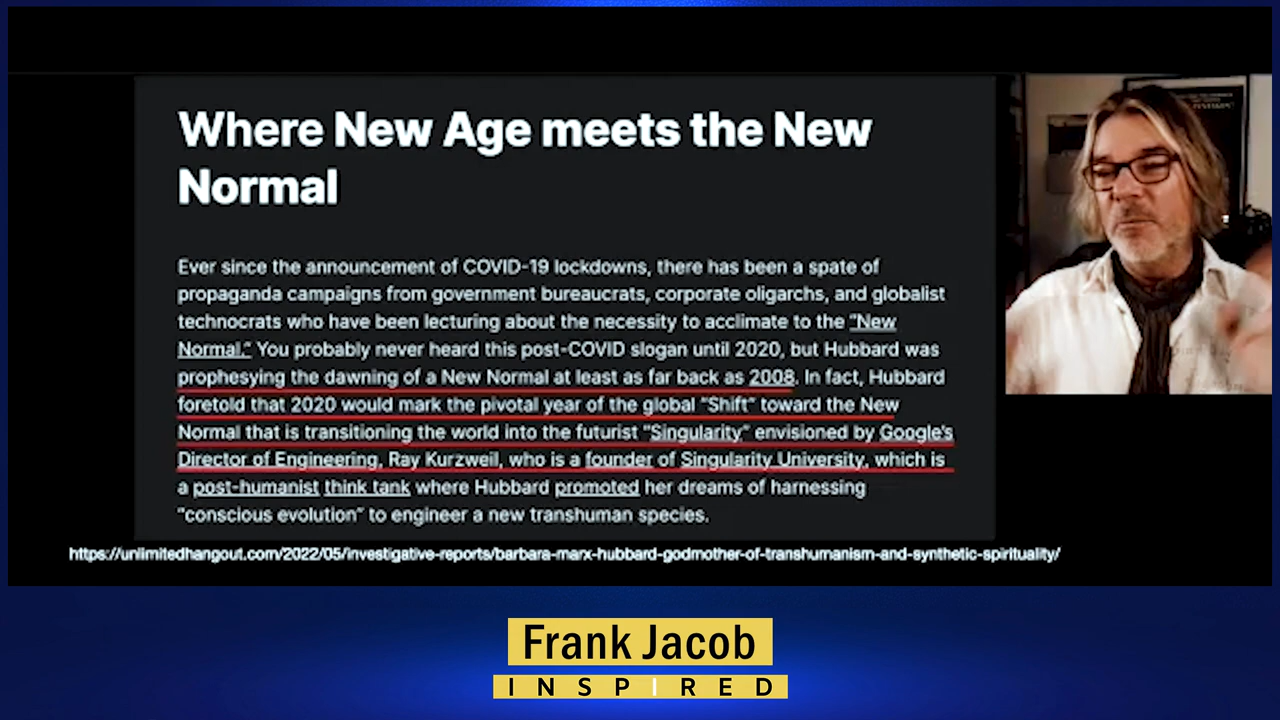 Where New Age meets the New
Normal
Ever since the announcement of COVID-19 lockdowns, there has been a spate of
propaganda campaigns from government bureaucrats, corporate oligarchs, and globalist
technocrats who have been lecturing about the necessity to acclimate to the "New
Normal." You probably never heard this post-COVID slogan until 2020, but Hubbard was
prophesying the dawning of a New Normal at least as far back as 2008. In fact, Hubbard
foretold that 2020 would mark the pivotal year of the global "Shift" toward the New
Normal that is transitioning the world into the futurist "Singularity" envisioned by Google's
Director of Engineering, Ray Kurzweil, who is a founder of Singularity University, which is
a post-humanist think tank where Hubbard promoted her dreams of harnessing
"conscious evolution" to engineer a new transhuman species.
https://unlimitedhangout.com/2022/05/investigative-reports/barbara-marx-hubbard-godmother-of-transhumanism-and-synthetic-spirituality/
Frank Jacob
INSPIRED